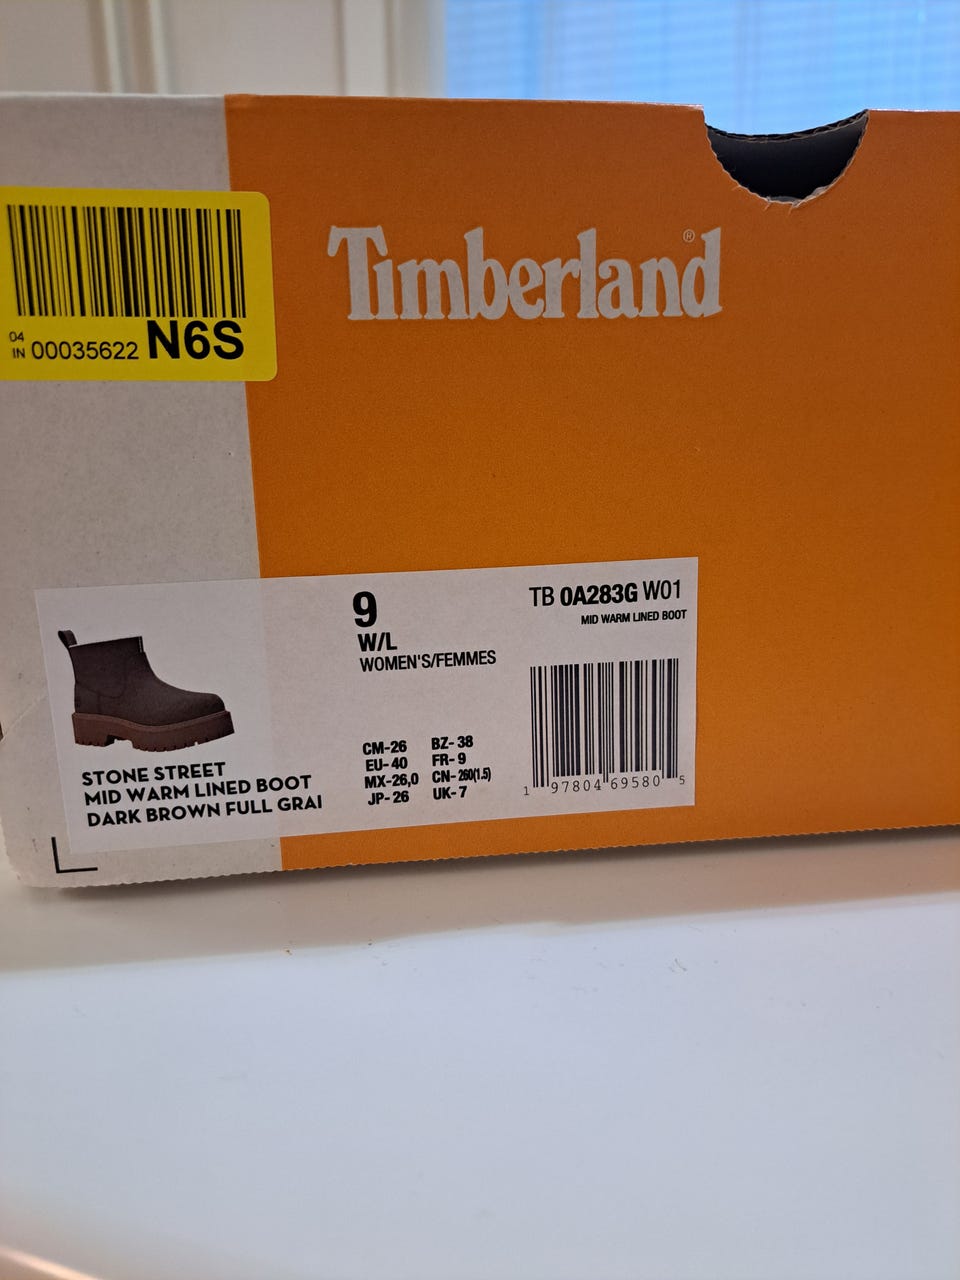 Timberland®
04
IN 00035622 N6S
9
W/L
WOMEN'S/FEMMES
TB 0A283G W01
MID WARM LINED BOOT
STONE STREET
MID WARM LINED BOOT
DARK BROWN FULL GRAI
CM-26 BZ-38
EU-40 FR-9
MX-26,0 CN-260(1.5)
JP-26 UK-7
1 97804 69580 5